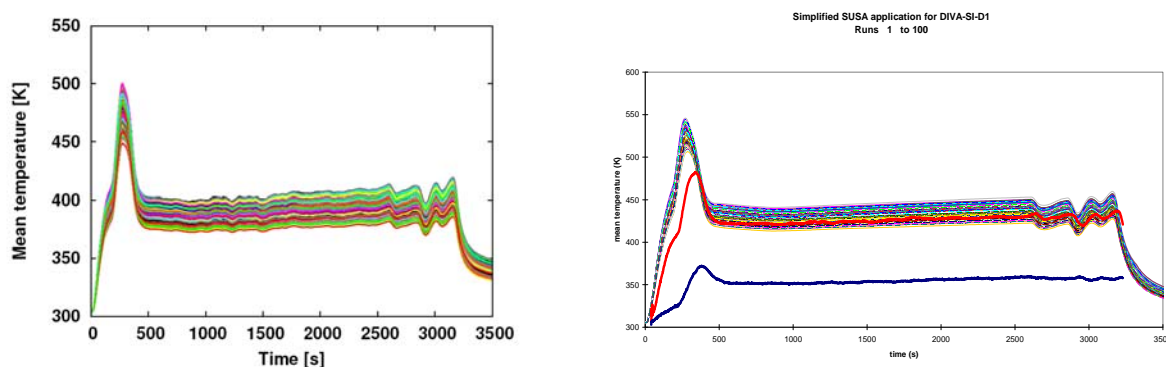 550
500
450
400
350
300
Mean temperature [K]
0 500 1000 1500 2000 2500 3000 3500
Time [s]
Simplified SUSA application for DIVA-SI-D1
Runs 1 to 100
600
550
500
450
400
350
300
mean temperature (K)
0 500 1000 1500 2000 2500 3000 350
time (s)